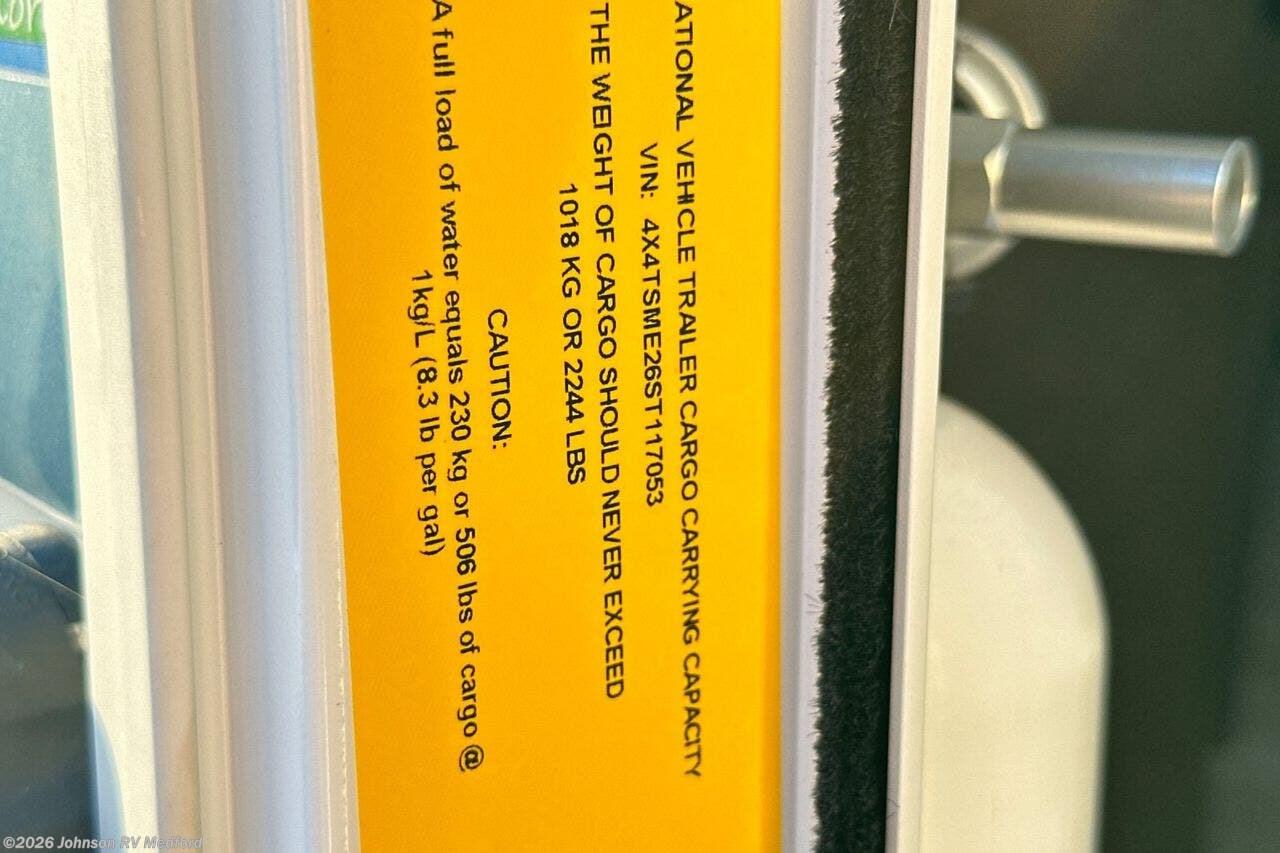 ATIONAL VEHICLE TRAILER CARGO CARRYING CAPACITY
VIN: 4X4TSME26ST117053
THE WEIGHT OF CARGO SHOULD NEVER EXCEED
1018 KG OR 2244 LBS
CAUTION:
A full load of water equals 230 kg or 506 lbs of cargo @
1kg/L (8.3 lb per gal)
©2026 Johnson RV Medford